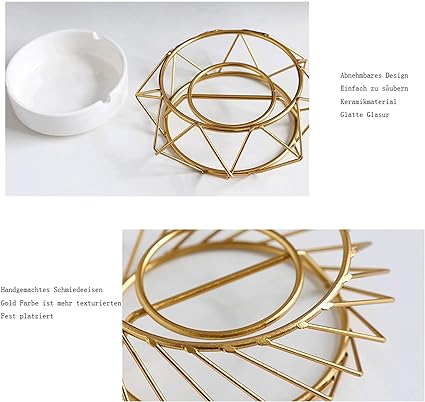 Abnehmbares Design
Einfach zu säubern
Keramikmaterial
Glatte Glasur
Handgemachtes Schmiedeeisen
Gold Farbe ist mehr texturierten
Fest platziert